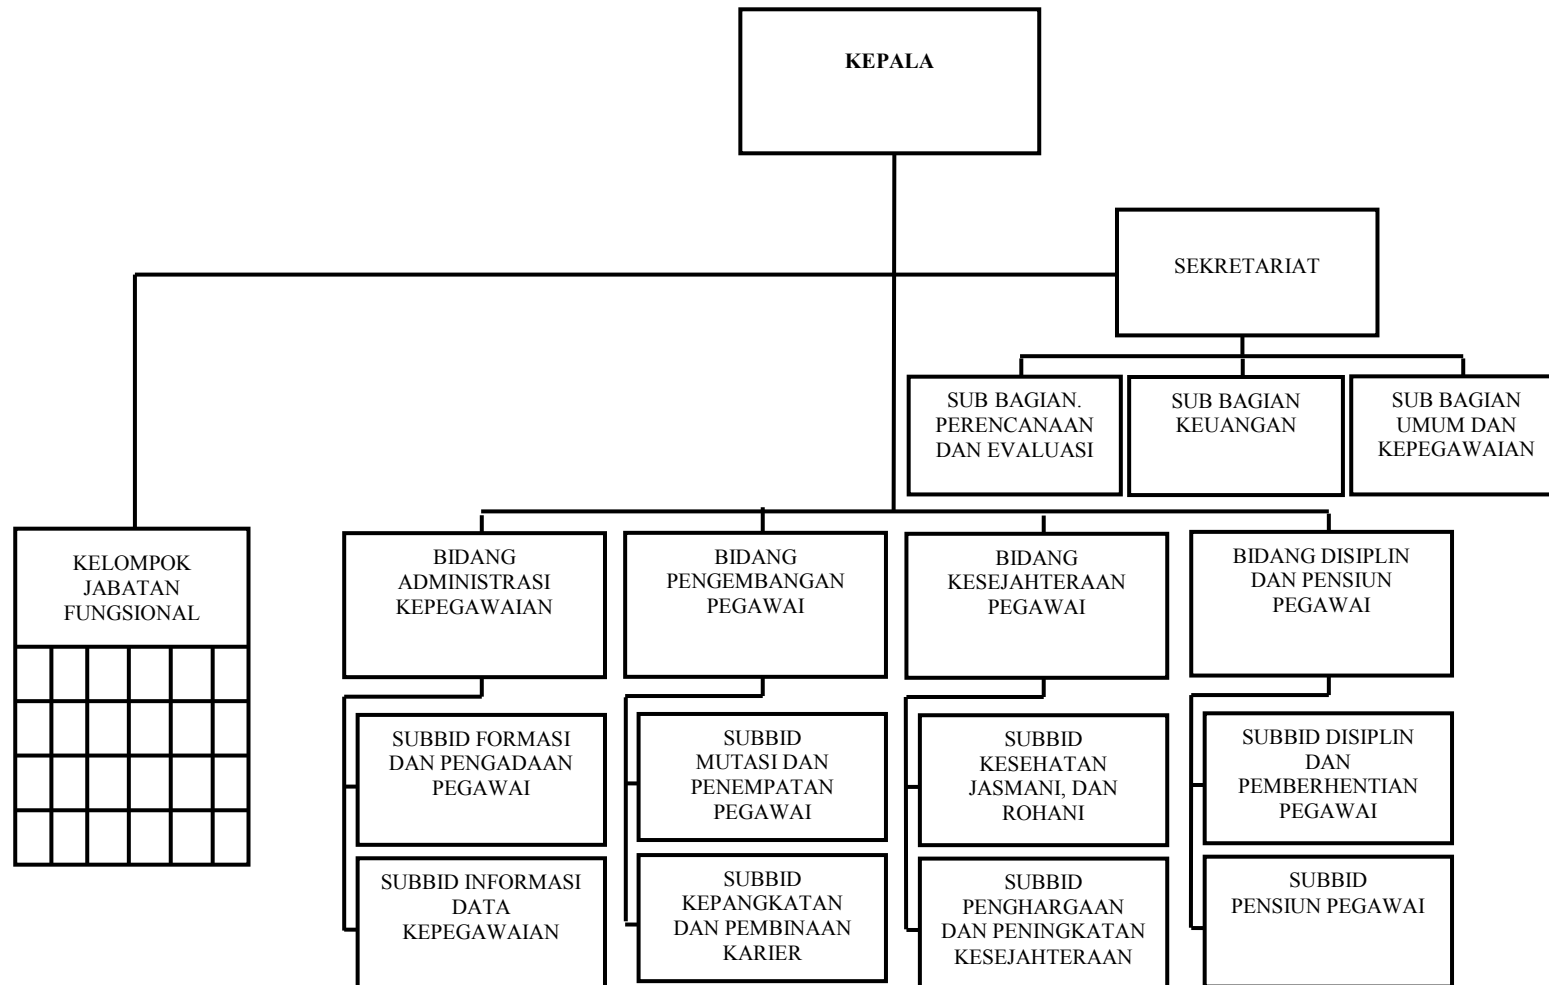 KEPALA
SEKRETARIAT
SUB BAGIAN.
PERENCANAAN
DAN EVALUASI
SUB BAGIAN
KEUANGAN
SUB BAGIAN
UMUM DAN
KEPEGAWAIAN
KELOMPOK
JABATAN
FUNGSIONAL
BIDANG
ADMINISTRASI
KEPEGAWAIAN
BIDANG
PENGEMBANGAN
PEGAWAI
BIDANG
KESEJAHTERAAN
PEGAWAI
BIDANG DISIPLIN
DAN PENSIUN
PEGAWAI
SUBBID FORMASI
DAN PENGADAAN
PEGAWAI
SUBBID
MUTASI DAN
PENEMPATAN
PEGAWAI
SUBBID
KESEHATAN
JASMANI, DAN
ROHANI
SUBBID DISIPLIN
DAN
PEMBERHENTIAN
PEGAWAI
SUBBID INFORMASI
DATA
KEPEGAWAIAN
SUBBID
KEPANGKATAN
DAN PEMBINAAN
KARIER
SUBBID
PENGHARGAAN
DAN PENINGKATAN
KESEJAHTERAAN
SUBBID
PENSIUN PEGAWAI